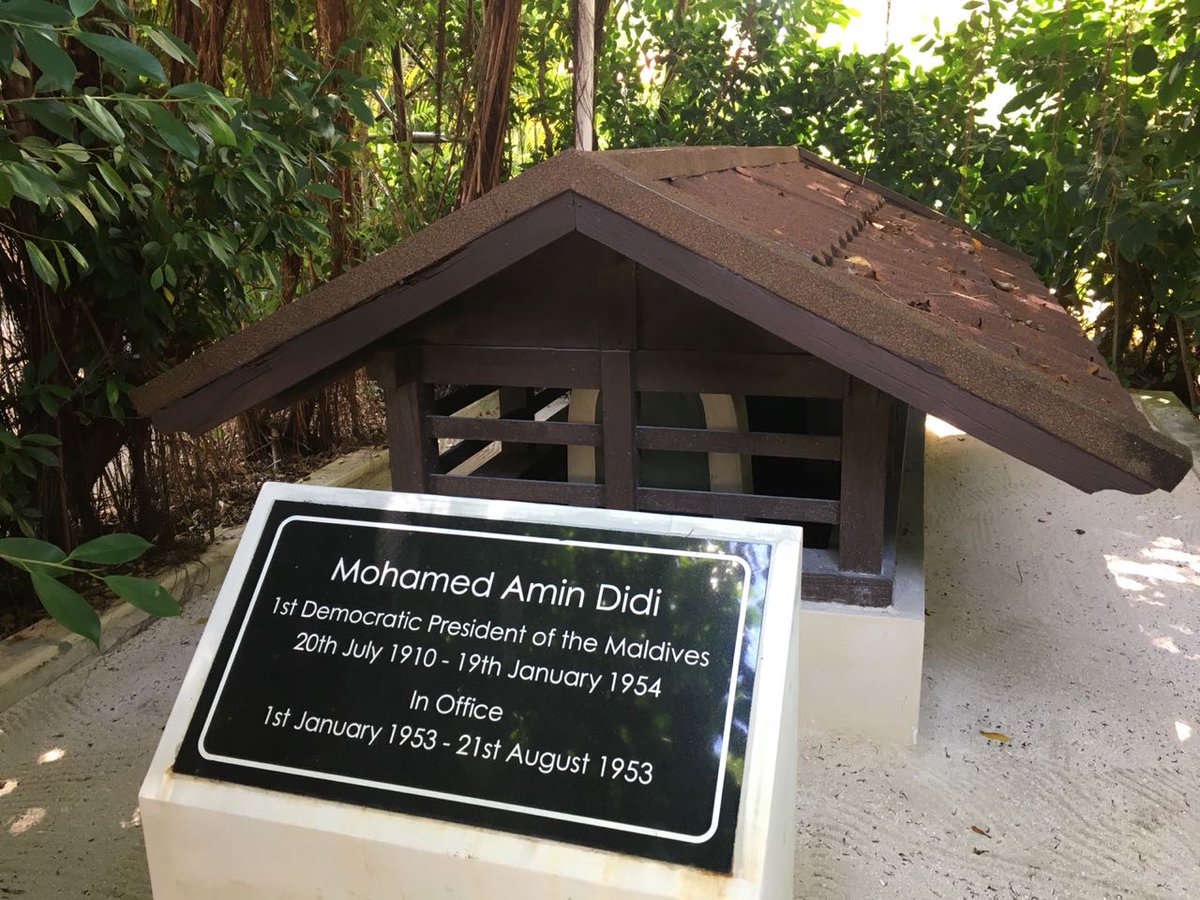 Mohamed Amin Didi
1st Democratic President of the Maldives
20th July 1910 - 19th January 1954
In Office
1st January 1953 - 21st August 1953